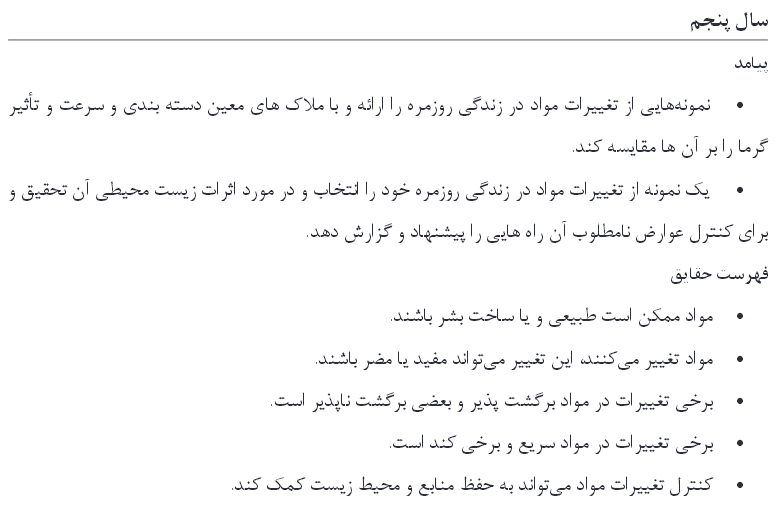 سال پنجم
پیامد
• نمونه‌هایی از تغییرات مواد در زندگی روزمره را ارائه و با ملاک های معین دسته بندی و سرعت و تأثیر
گرما را بر آن ها مقایسه کند.
• یک نمونه از تغییرات مواد در زندگی روزمره خود را انتخاب و در مورد اثرات زیست محیطی آن تحقیق و
برای کنترل عوارض نامطلوب آن راه هایی را پیشنهاد و گزارش دهد.
فهرست حقایق
• مواد ممکن است طبیعی و یا ساخت بشر باشند.
• مواد تغییر می‌کنند، این تغییر می‌تواند مفید یا مضر باشند.
• برخی تغییرات در مواد برگشت پذیر و بعضی برگشت ناپذیر است.
• برخی تغییرات در مواد سریع و برخی کند است.
• کنترل تغییرات مواد می‌تواند به حفظ منابع و محیط زیست کمک کند.